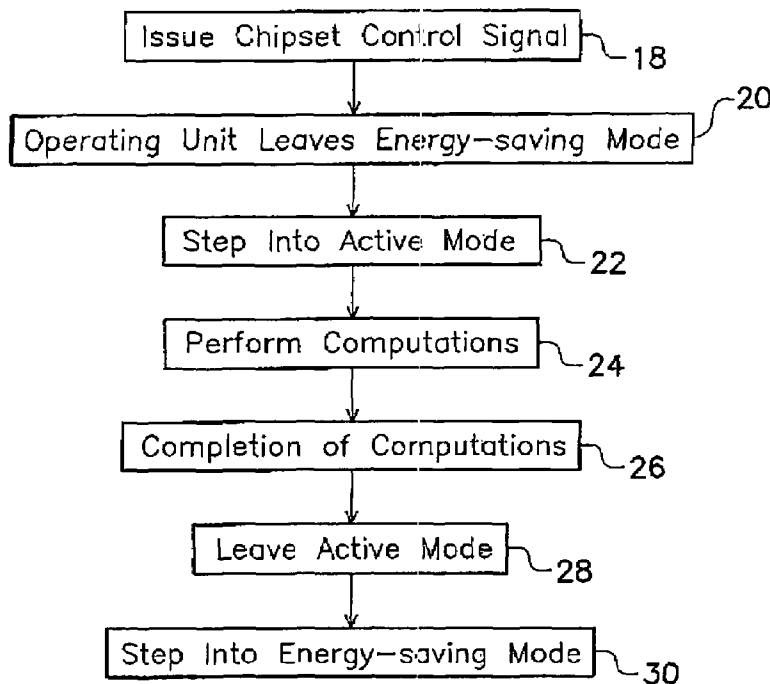 Issue Chipset Control Signal
18
20
Operating Unit Leaves Energy-saving Mode
Step Into Active Mode
22
Perform Computations
24
Completion of Computations
26
Leave Active Mode
28
Step Into Energy-saving Mode
30